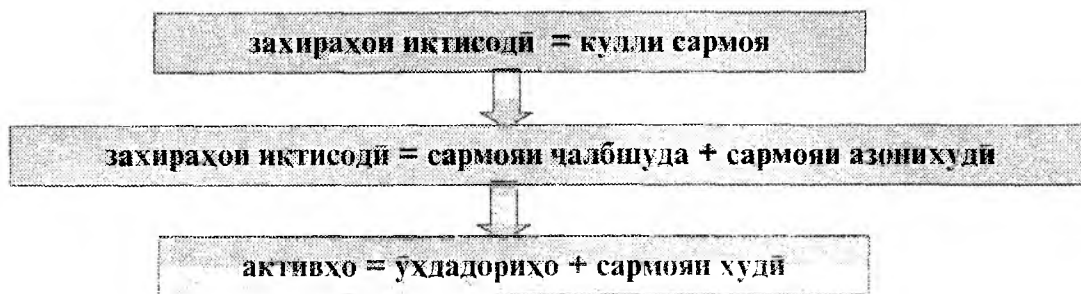 захираҳои иқтисодӣ = кулли сармоя
захираҳои иқтисодӣ = сармояи ҷалбшуда + сармояи азонихудӣ
активҳо = ӯҳдадориҳо + сармояи худӣ